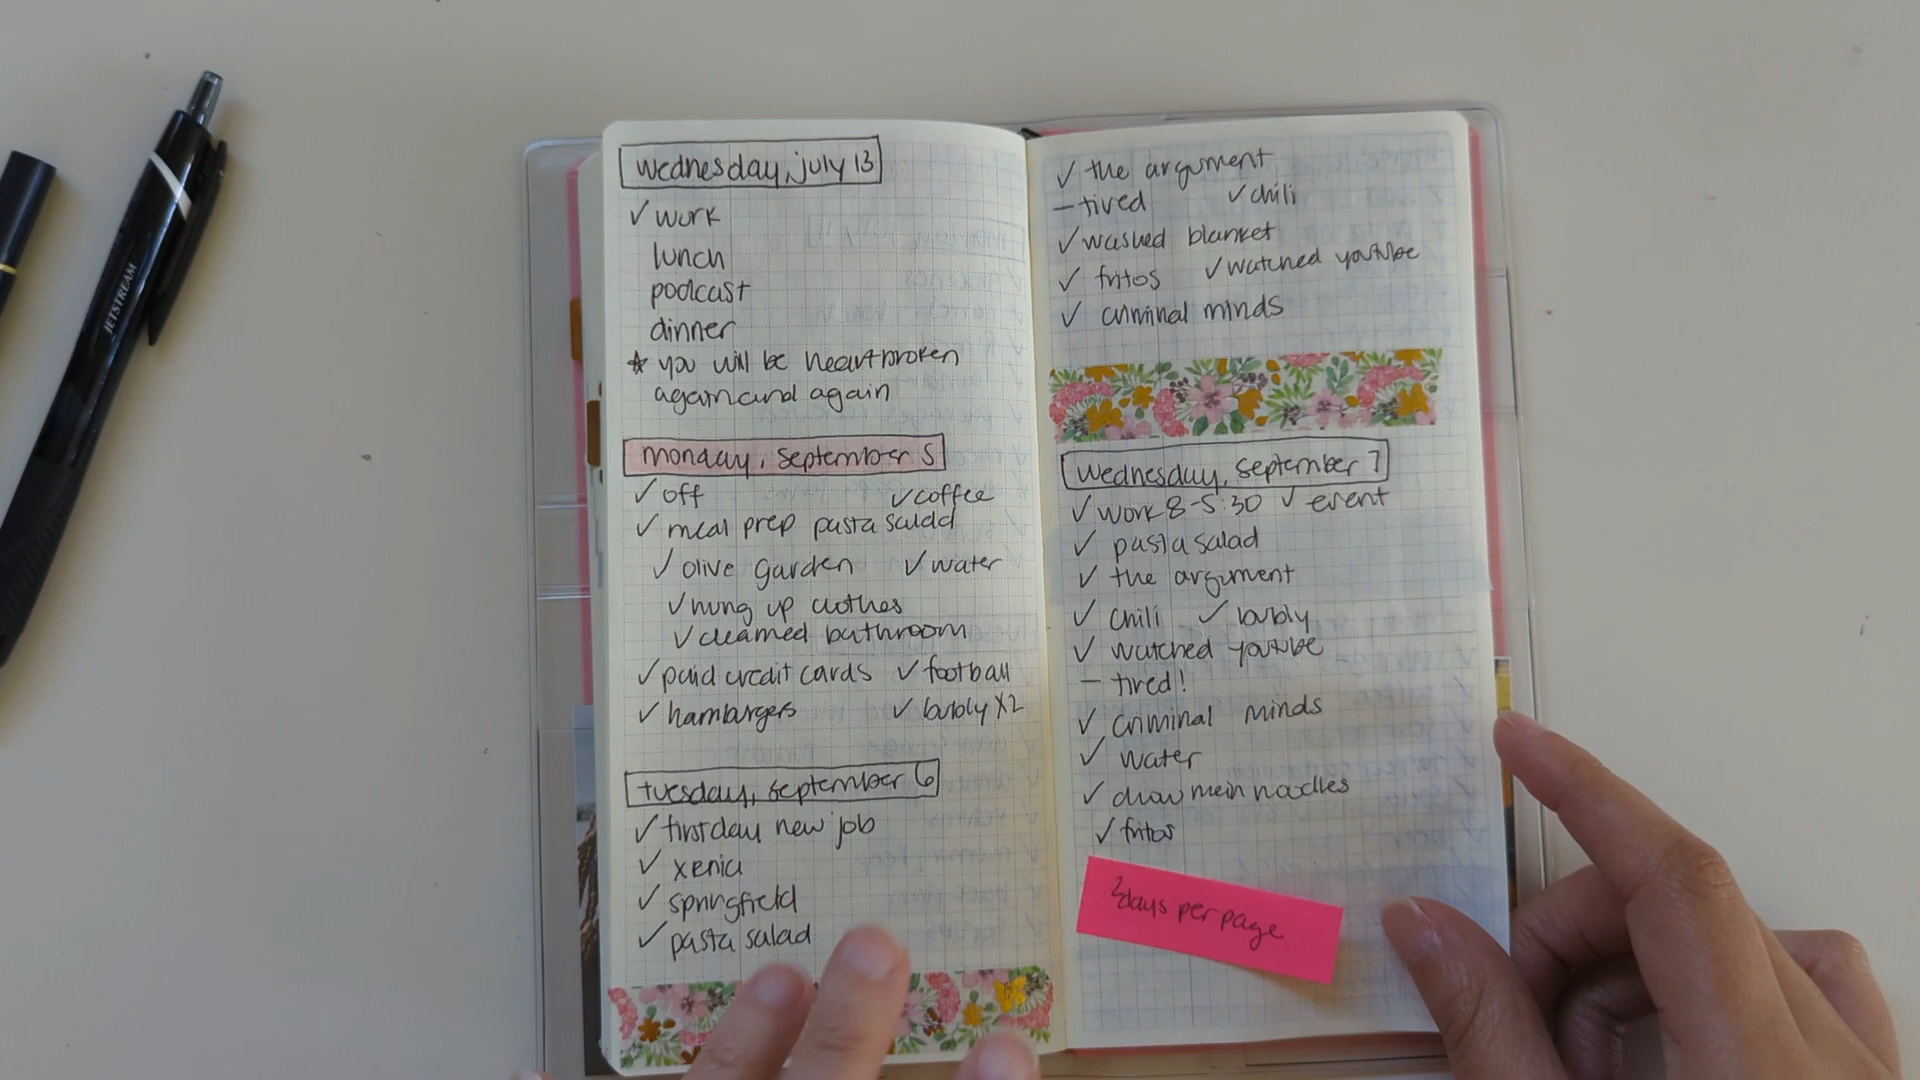 wednesday, july 13
✓ work
lunch
podcast
dinner
★ you will be heartbroken
again and again
monday, september 5
✓ off ✓ coffee
✓ meal prep pasta salad
✓ olive garden ✓ water
✓ hung up clothes
✓ cleaned bathroom
✓ paid credit cards ✓ football
✓ hamburgers ✓ bubly X2
tuesday, september 6
✓ first day new job
✓ xenia
✓ springfield
✓ pasta salad
✓ the argument
– tired ✓ chili
✓ washed blanket
✓ fritos ✓ watched youtube
✓ criminal minds
wednesday, september 7
✓ work 8-5:30 ✓ event
✓ pasta salad
✓ the argument
✓ chili ✓ bubly
✓ watched youtube
– tired!
✓ criminal minds
✓ water
✓ chow mein noodles
✓ fritos
2 days per page
JETSTREAM